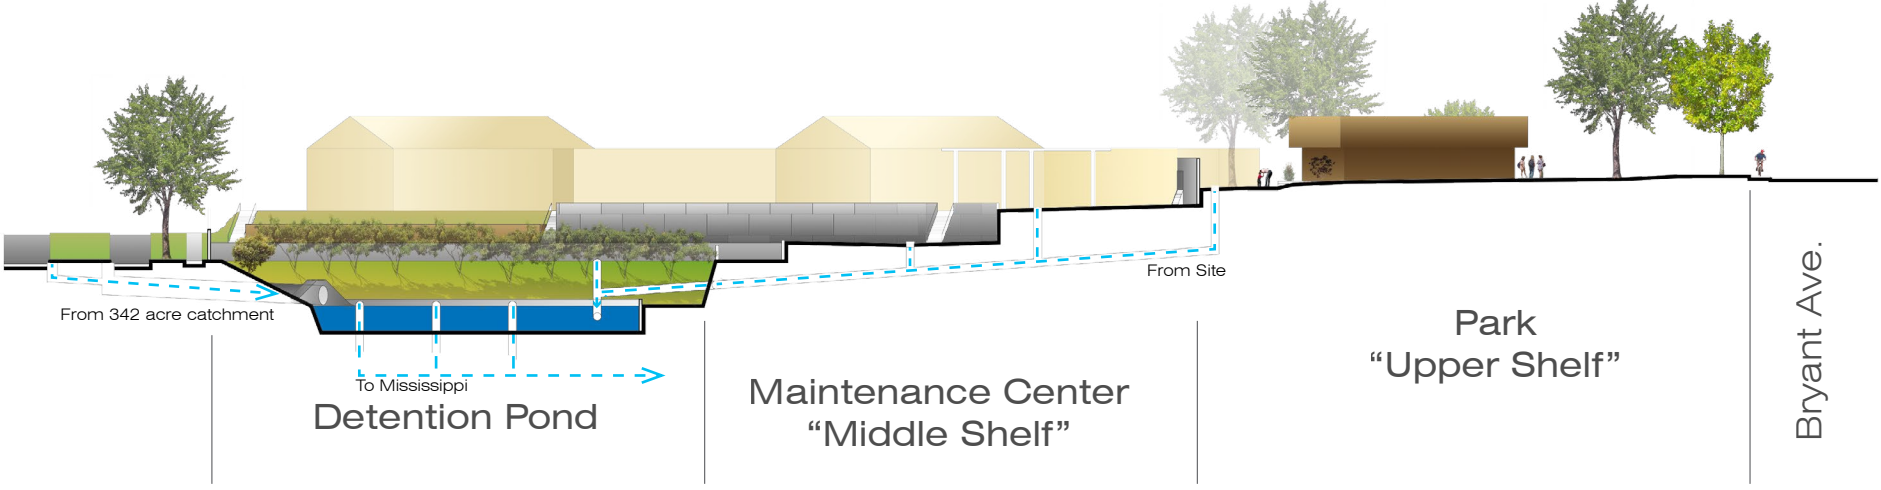 From 342 acre catchment
To Mississippi
Detention Pond
Maintenance Center
“Middle Shelf”
From Site
Park
“Upper Shelf”
Bryant Ave.